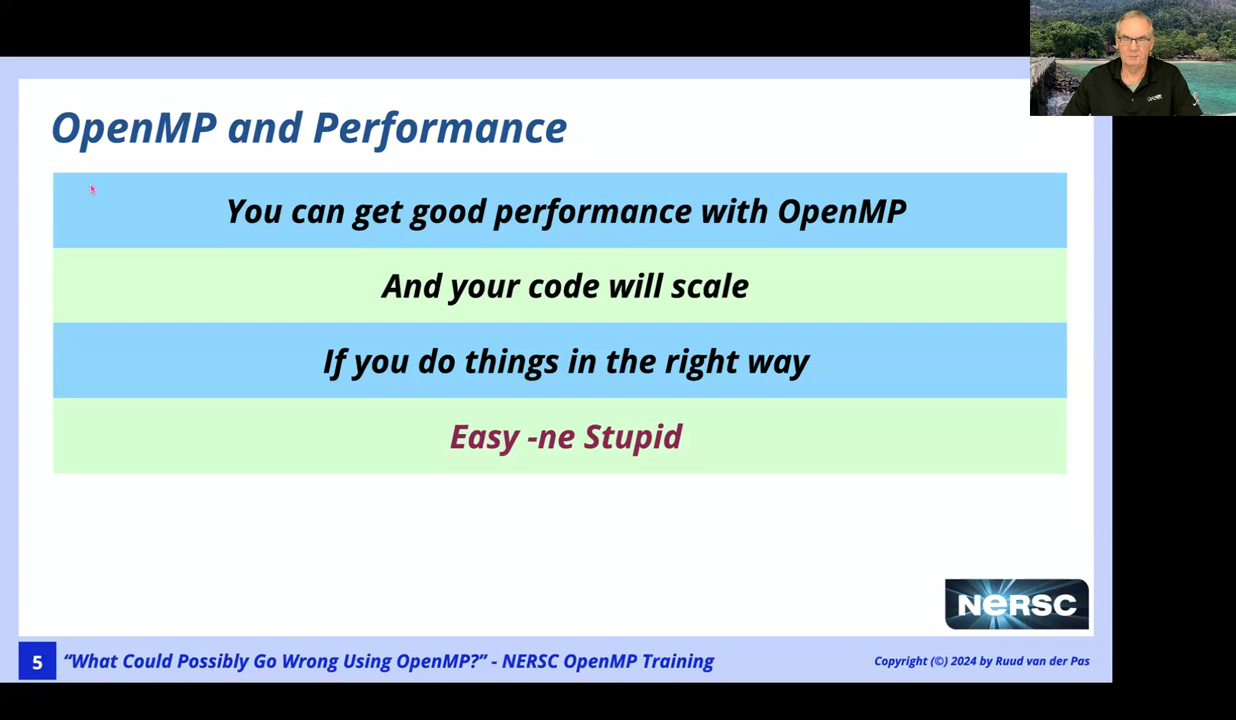 OpenMP and Performance
You can get good performance with OpenMP
And your code will scale
If you do things in the right way
Easy -ne Stupid
NERSC
5
“What Could Possibly Go Wrong Using OpenMP?” - NERSC OpenMP Training
Copyright (©) 2024 by Ruud van der Pas